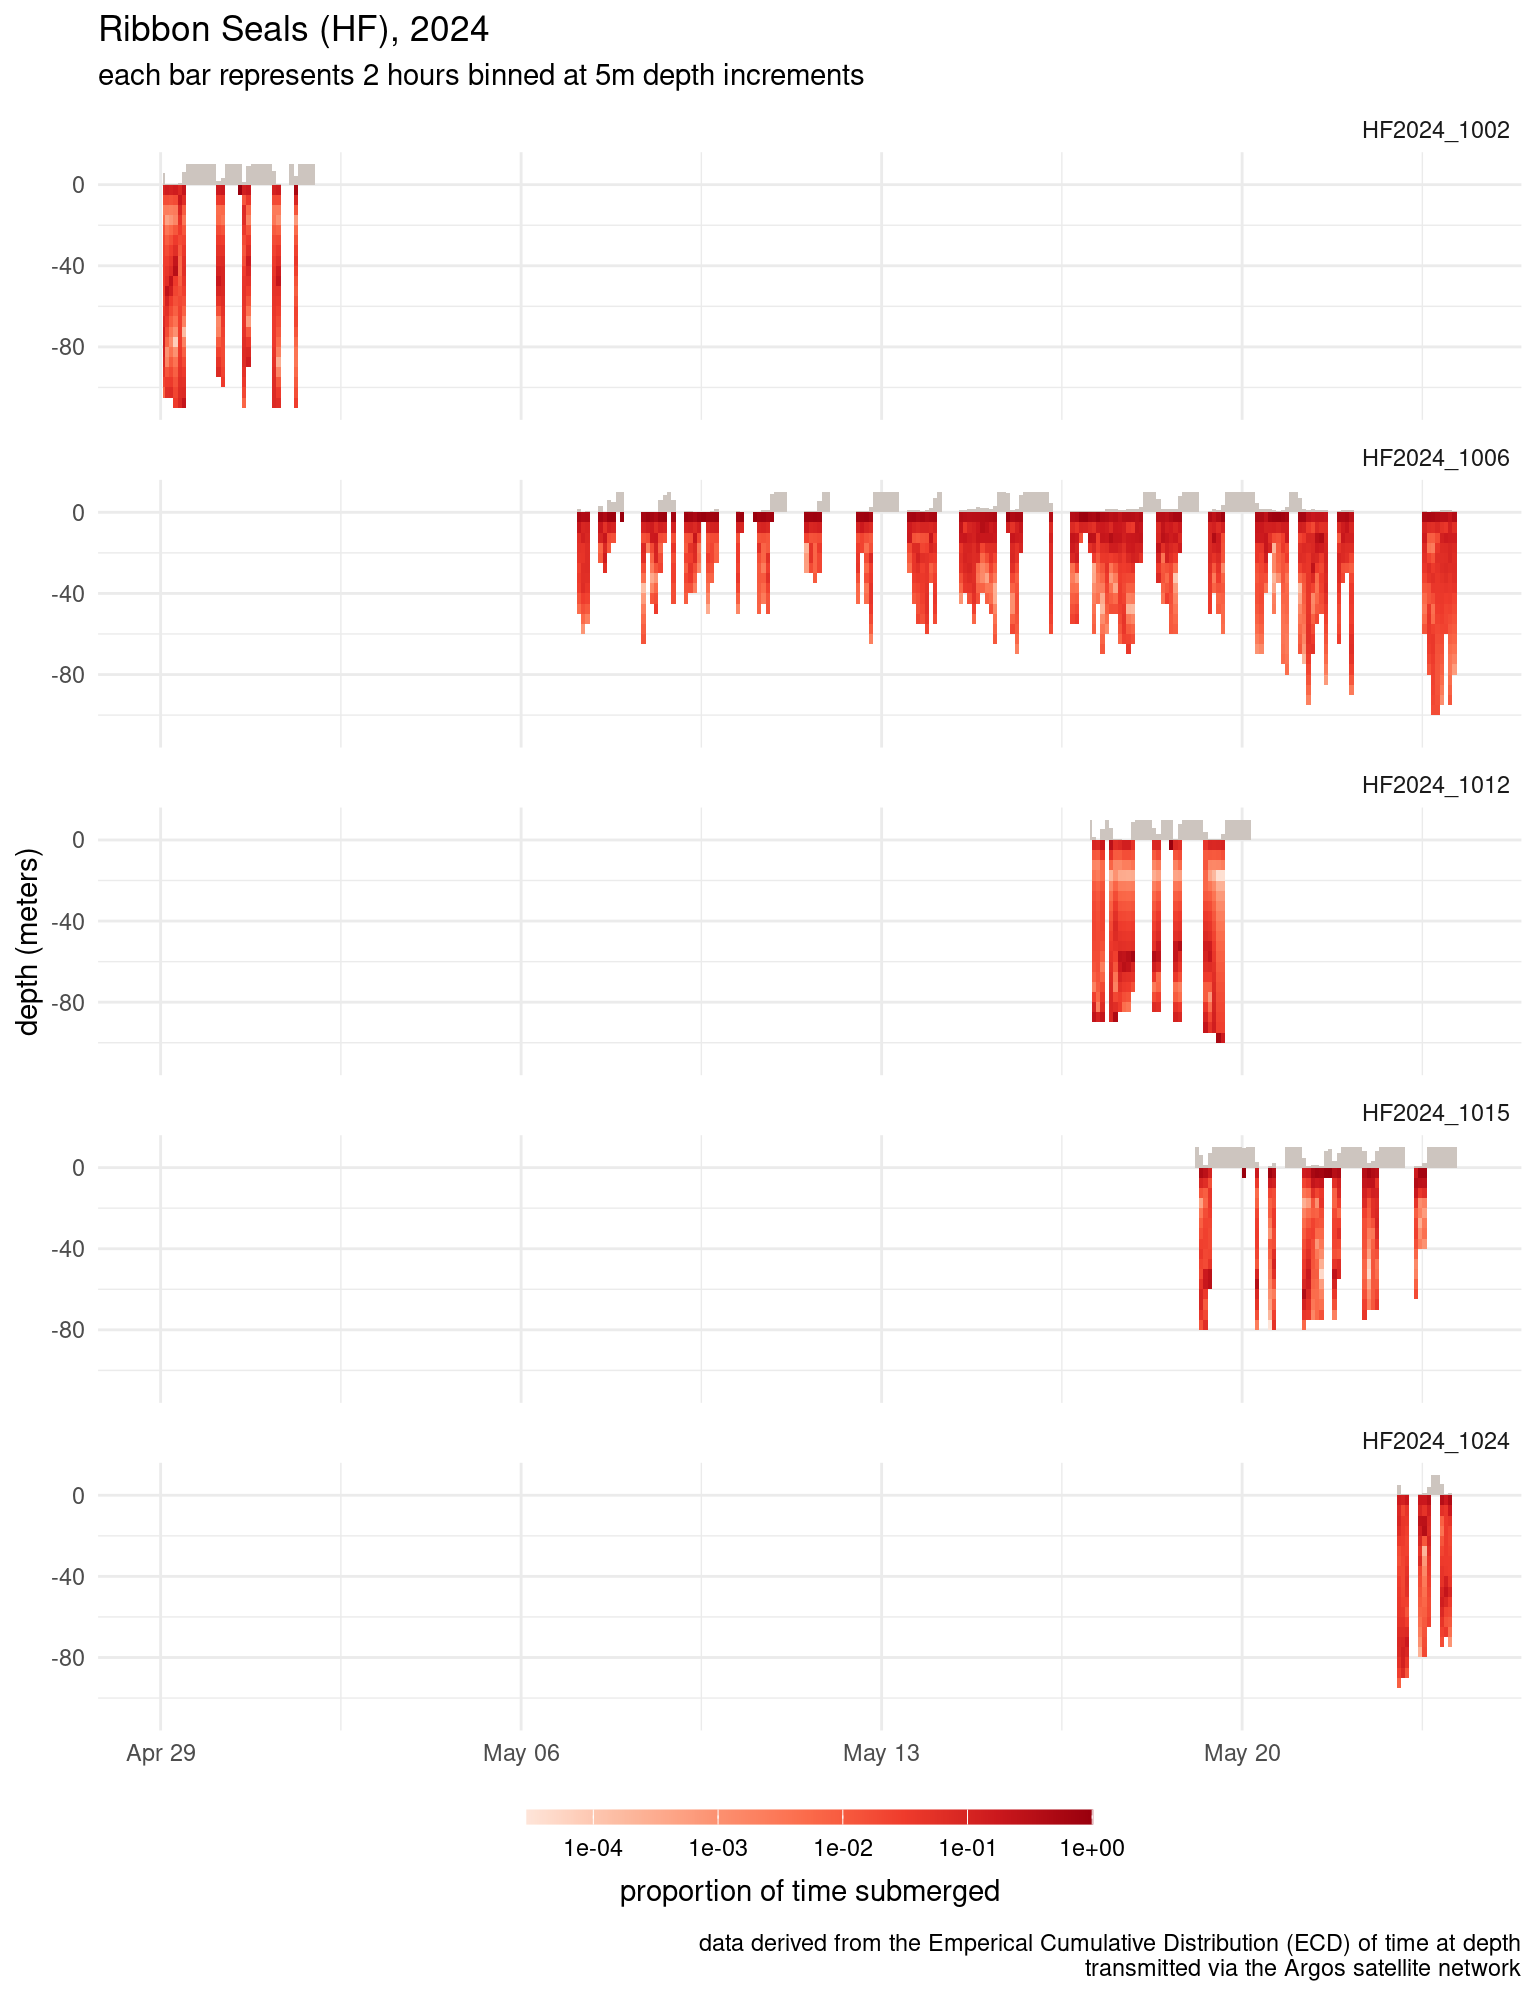 Ribbon Seals (HF), 2024
each bar represents 2 hours binned at 5m depth increments
HF2024_1002
0
-40
-80
HF2024_1006
0
-40
-80
HF2024_1012
0
-40
-80
depth (meters)
HF2024_1015
0
-40
-80
HF2024_1024
0
-40
-80
Apr 29 May 06 May 13 May 20
1e-04 1e-03 1e-02 1e-01 1e+00
proportion of time submerged
data derived from the Emperical Cumulative Distribution (ECD) of time at depth
transmitted via the Argos satellite network